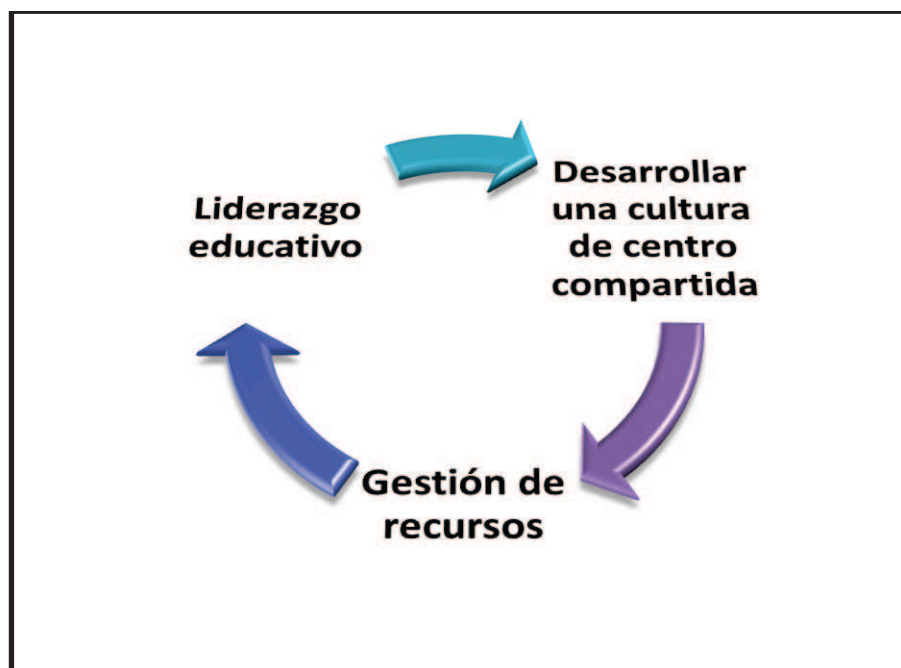 Liderazgo
educativo
Desarrollar
una cultura
de centro
compartida
Gestión de
recursos